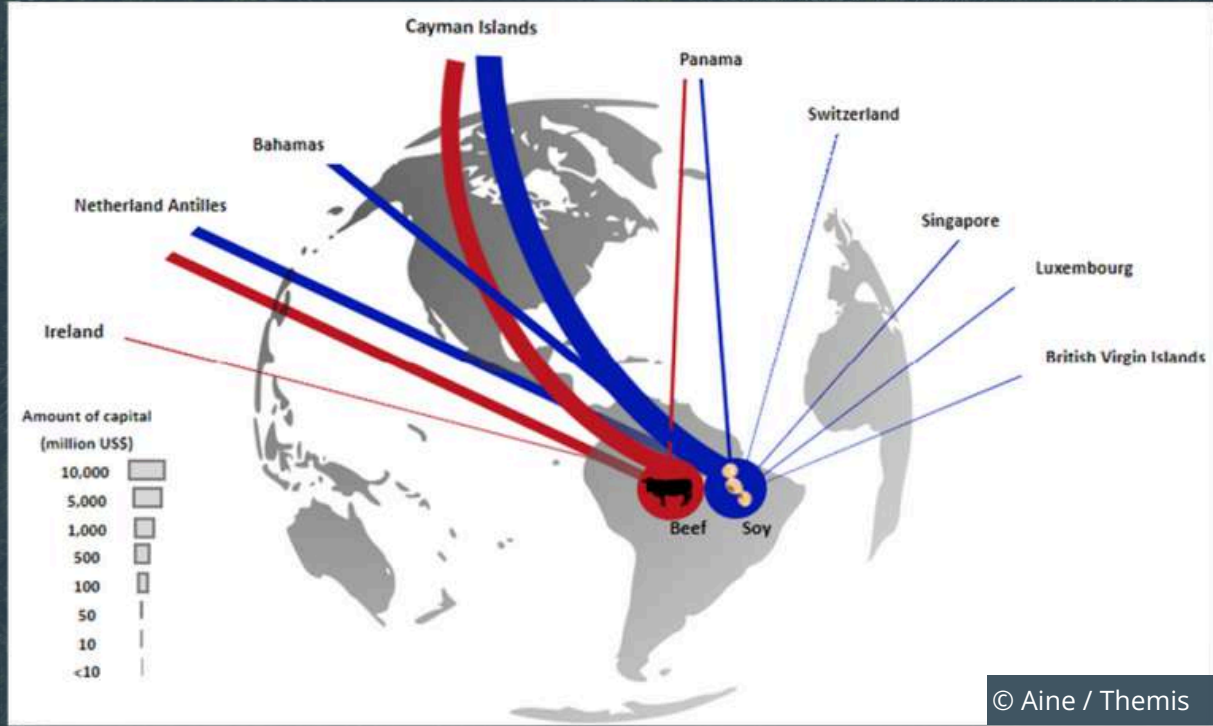 Cayman Islands
Panama
Switzerland
Bahamas
Netherland Antilles
Singapore
Luxembourg
Ireland
British Virgin Islands
Amount of capital
(million US$)
10,000
5,000
1,000
500
100
50
10
<10
Beef
Soy
© Aine / Themis